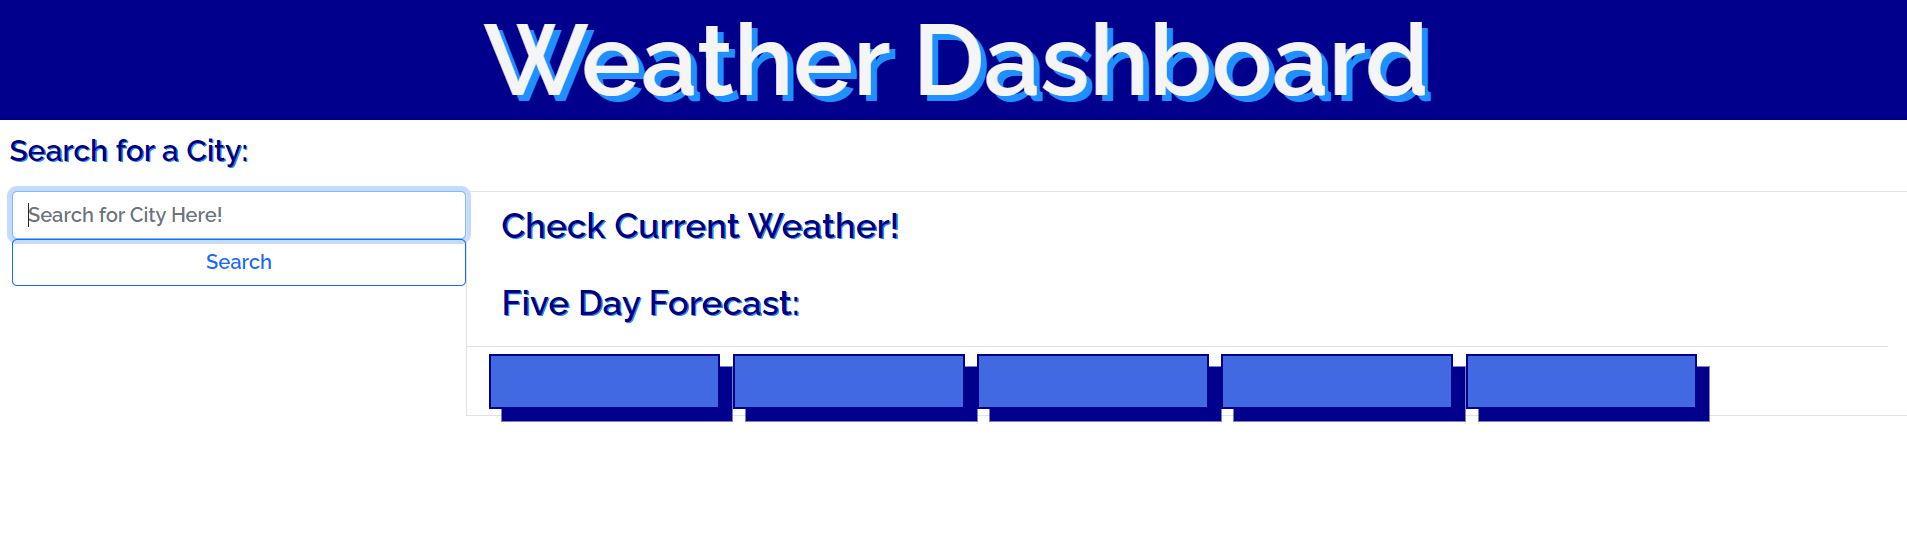 Weather Dashboard
Search for a City:
Search for City Here!
Search
Check Current Weather!
Five Day Forecast: